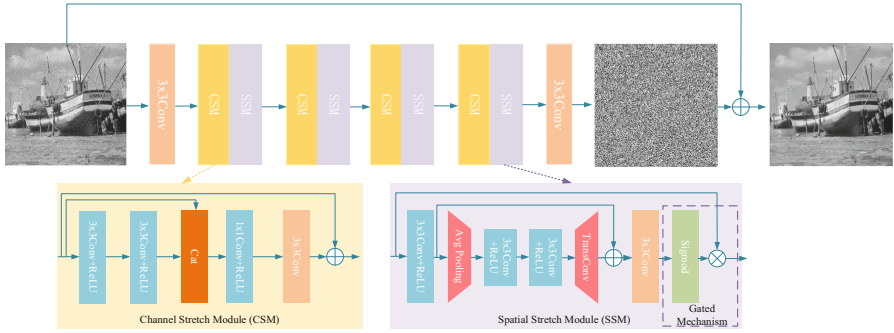 3x3Conv
CSM
SSM
CSM
SSM
CSM
SSM
CSM
SSM
3x3Conv
3x3Conv+ReLU
3x3Conv+ReLU
Cat
1x1Conv+ReLU
3x3Conv
Channel Stretch Module (CSM)
3x3Conv+ReLU
Avg Pooling
3x3Conv
+ReLU
3x3Conv
+ReLU
TransConv
3x3Conv
Sigmod
Gated
Mechanism
Spatial Stretch Module (SSM)